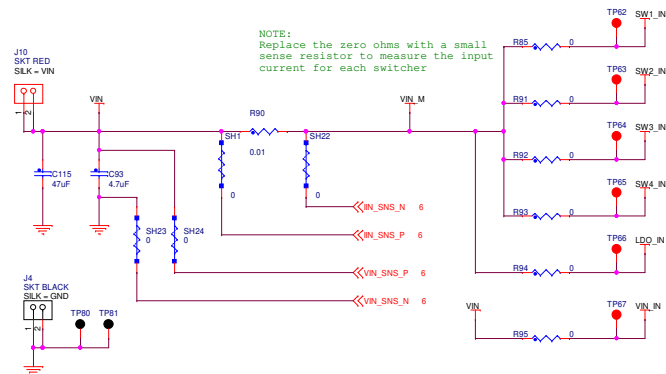 NOTE:
Replace the zero ohms with a small
sense resistor to measure the input
current for each switcher
J10
SKT RED
SILK = VIN
1
2
VIN
C115
47uF
C93
4.7uF
SH1
0
R90
0.01
SH22
0
VIN_M
SH23
0
SH24
0
IIN_SNS_N 6
IIN_SNS_P 6
VIN_SNS_P 6
VIN_SNS_N 6
J4
SKT BLACK
SILK = GND
1
2
TP80
TP81
TP62
SW1_IN
R85
0
TP63
SW2_IN
R91
0
TP64
SW3_IN
R92
0
TP65
SW4_IN
R93
0
TP66
LDO_IN
R94
0
VIN
TP67
VIN_IN
R95
0